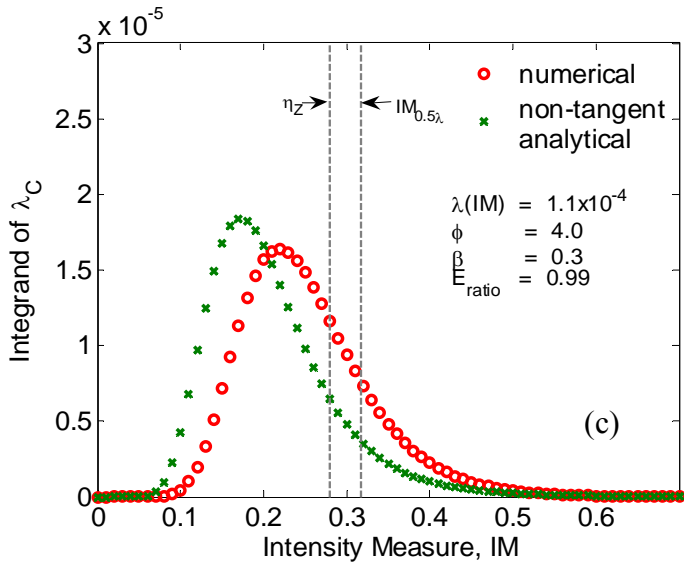 x 10⁻⁵
3
2.5
2
1.5
1
0.5
0
Integrand of λ_C
numerical
non-tangent
analytical
η_Z
IM_0.5λ
λ(IM) = 1.1x10⁻⁴
ϕ = 4.0
β = 0.3
E_ratio = 0.99
(c)
0 0.1 0.2 0.3 0.4 0.5 0.6
Intensity Measure, IM